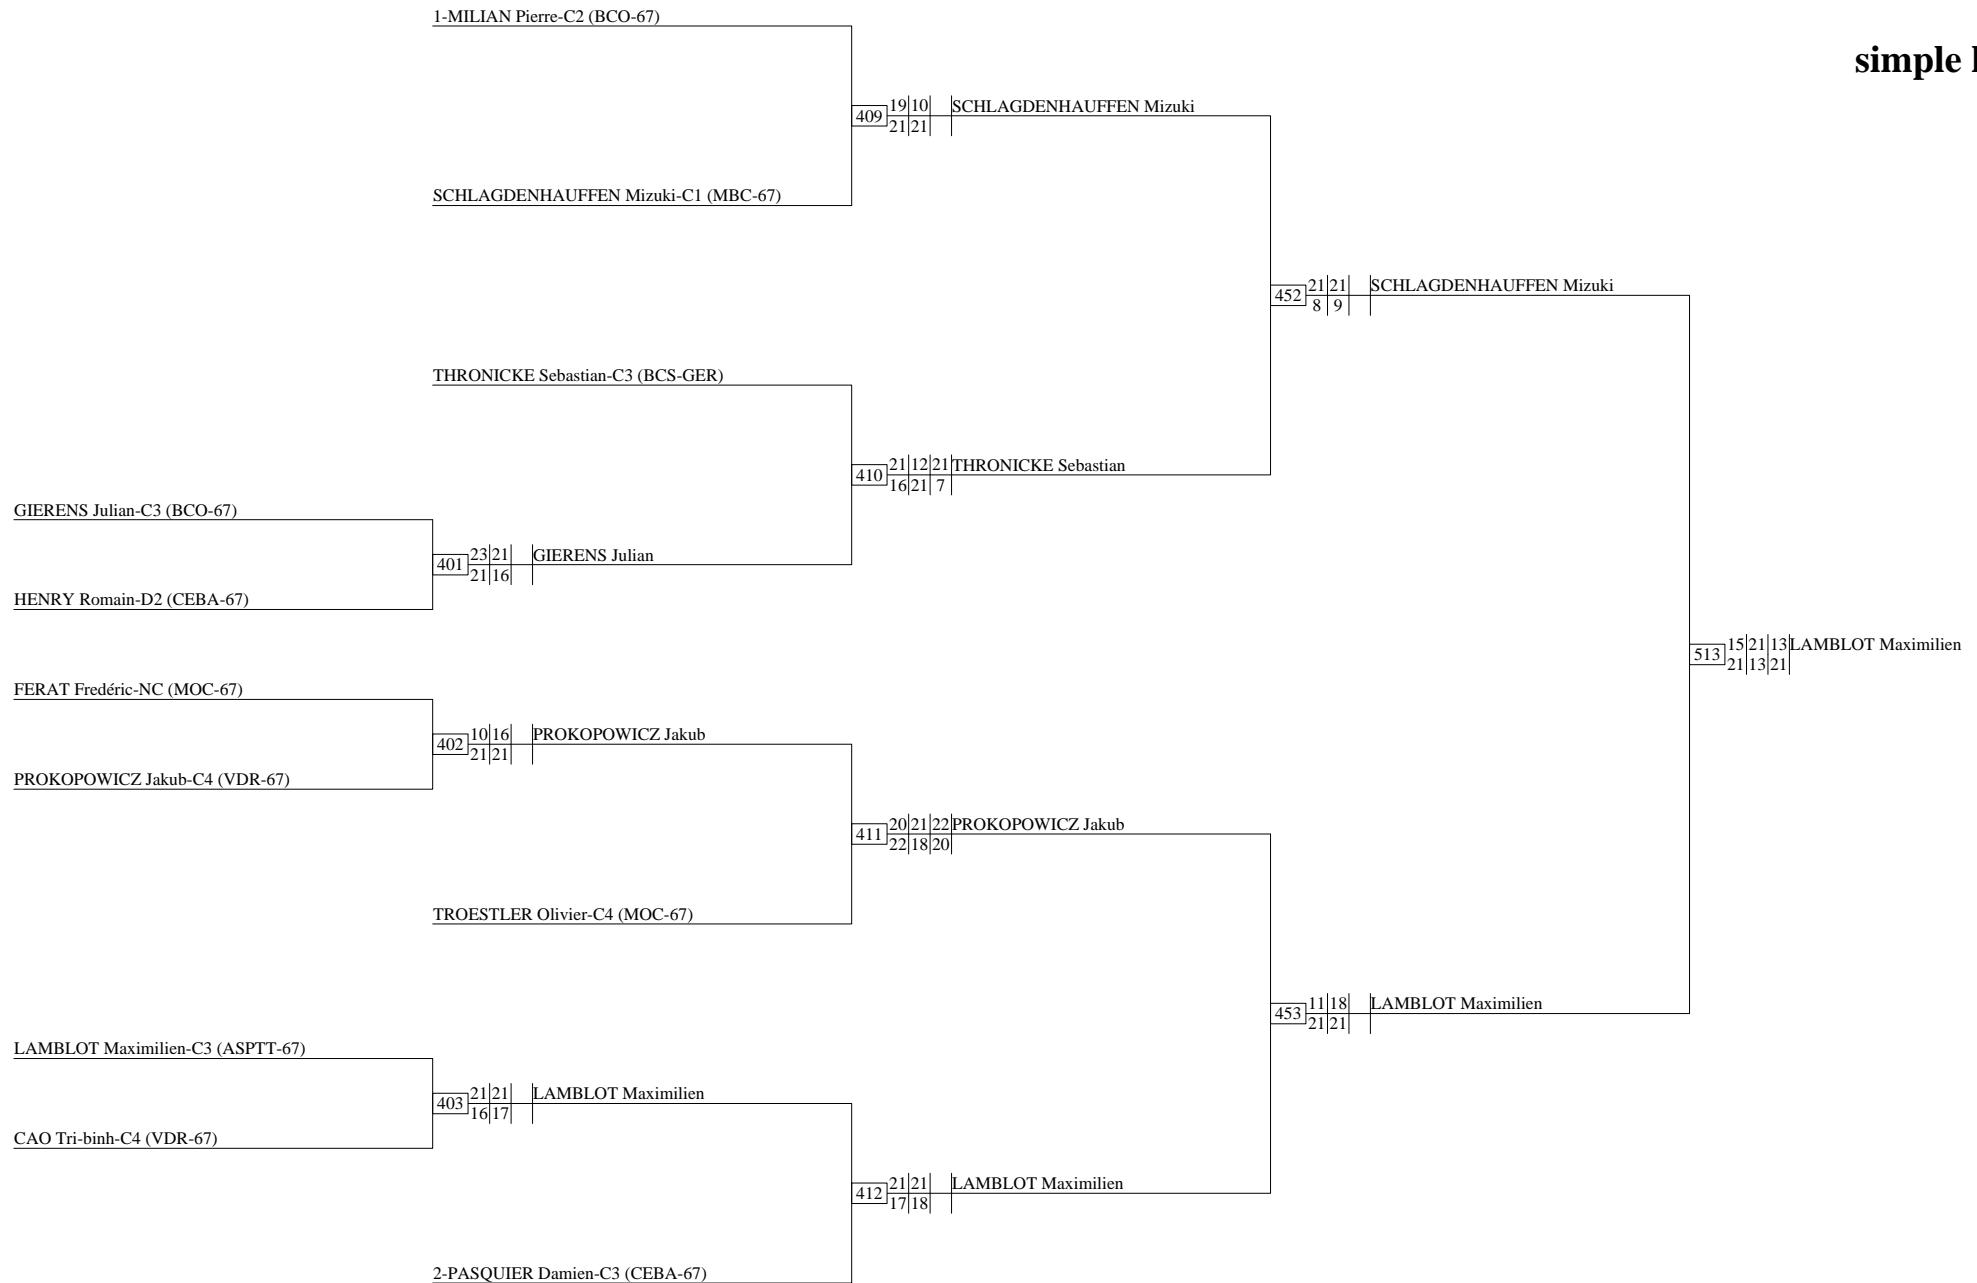 1-MILIAN Pierre-C2 (BCO-67)
simple
409 19 10 SCHLAGDENHAUFFEN Mizuki
21 21
SCHLAGDENHAUFFEN Mizuki-C1 (MBC-67)
452 21 21 SCHLAGDENHAUFFEN Mizuki
8 9
THRONICKE Sebastian-C3 (BCS-GER)
410 21 12 21 THRONICKE Sebastian
16 21 7
GIERENS Julian-C3 (BCO-67)
401 23 21 GIERENS Julian
21 16
HENRY Romain-D2 (CEBA-67)
513 15 21 13 LAMBLOT Maximilien
21 13 21
FERAT Fredéric-NC (MOC-67)
402 10 16 PROKOPOWICZ Jakub
21 21
PROKOPOWICZ Jakub-C4 (VDR-67)
411 20 21 22 PROKOPOWICZ Jakub
22 18 20
TROESTLER Olivier-C4 (MOC-67)
453 11 18 LAMBLOT Maximilien
21 21
LAMBLOT Maximilien-C3 (ASPTT-67)
403 21 21 LAMBLOT Maximilien
16 17
CAO Tri-binh-C4 (VDR-67)
412 21 21 LAMBLOT Maximilien
17 18
2-PASQUIER Damien-C3 (CEBA-67)